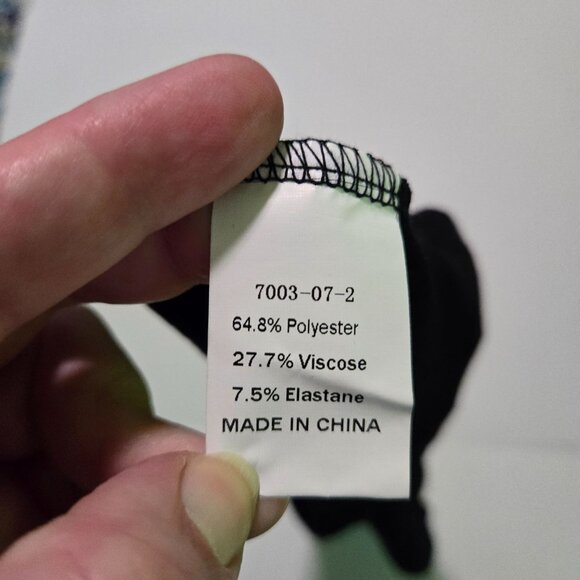 7003-07-2
64.8% Polyester
27.7% Viscose
7.5% Elastane
MADE IN CHINA